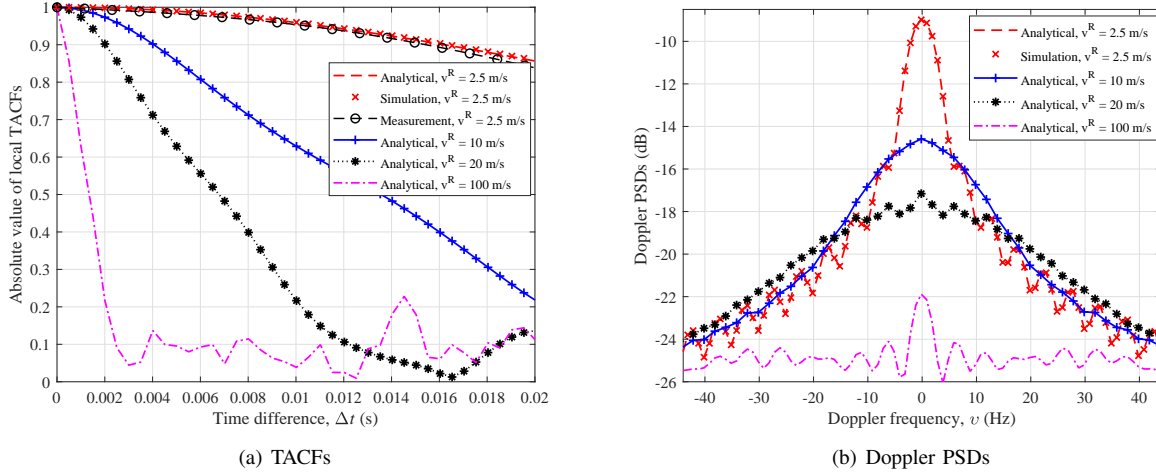 Absolute value of local TACFs
1
0.9
0.8
0.7
0.6
0.5
0.4
0.3
0.2
0.1
0
Analytical, v^R = 2.5 m/s
Simulation, v^R = 2.5 m/s
Measurement, v^R = 2.5 m/s
Analytical, v^R = 10 m/s
Analytical, v^R = 20 m/s
Analytical, v^R = 100 m/s
0 0.002 0.004 0.006 0.008 0.01 0.012 0.014 0.016 0.018 0.02
Time difference, Δt (s)
(a) TACFs
Doppler PSDs (dB)
-10
-12
-14
-16
-18
-20
-22
-24
-26
Analytical, v^R = 2.5 m/s
Simulation, v^R = 2.5 m/s
Analytical, v^R = 10 m/s
Analytical, v^R = 20 m/s
Analytical, v^R = 100 m/s
-40 -30 -20 -10 0 10 20 30 40
Doppler frequency, υ (Hz)
(b) Doppler PSDs